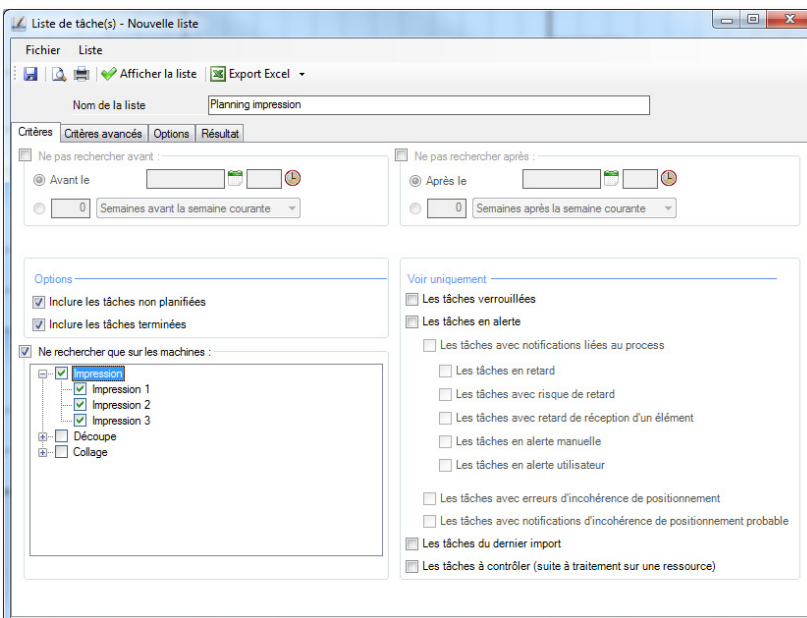 Liste de tâche(s) - Nouvelle liste
Fichier Liste
Afficher la liste Export Excel
Nom de la liste Planning impression
Critères Critères avancés Options Résultat
Ne pas rechercher avant : Ne pas rechercher après :
Avant le Après le
0 Semaines avant la semaine courante 0 Semaines après la semaine courante
Options Voir uniquement
Inclure les tâches non planifiées
Inclure les tâches terminées
Ne rechercher que sur les machines :
Impression
Impression 1
Impression 2
Impression 3
Découpe
Collage
Les tâches verrouillées
Les tâches en alerte
Les tâches avec notifications liées au process
Les tâches en retard
Les tâches avec risque de retard
Les tâches avec retard de réception d'un élément
Les tâches en alerte manuelle
Les tâches en alerte utilisateur
Les tâches avec erreurs d'incohérence de positionnement
Les tâches avec notifications d'incohérence de positionnement probable
Les tâches du dernier import
Les tâches à contrôler (suite à traitement sur une ressource)